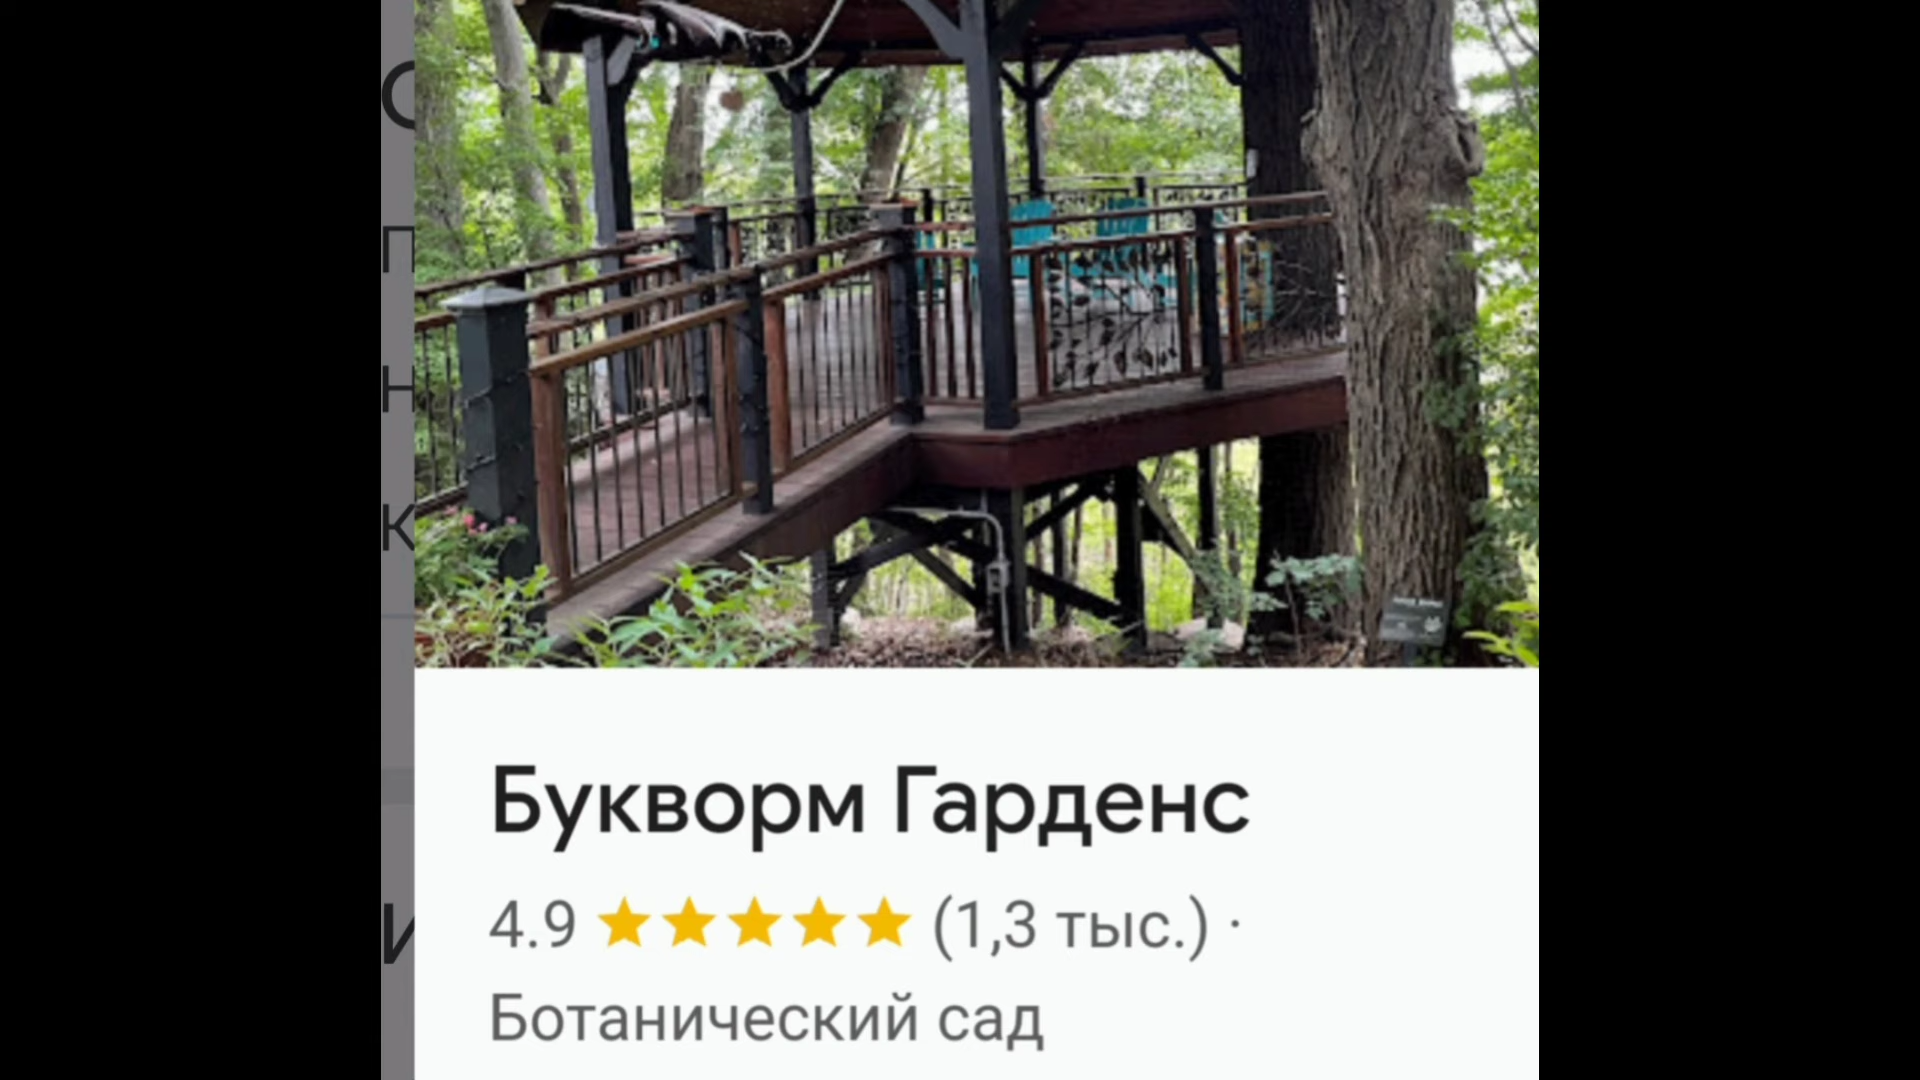 Букворм Гарденс
4.9 ★★★★★ (1,3 тыс.) ·
Ботанический сад